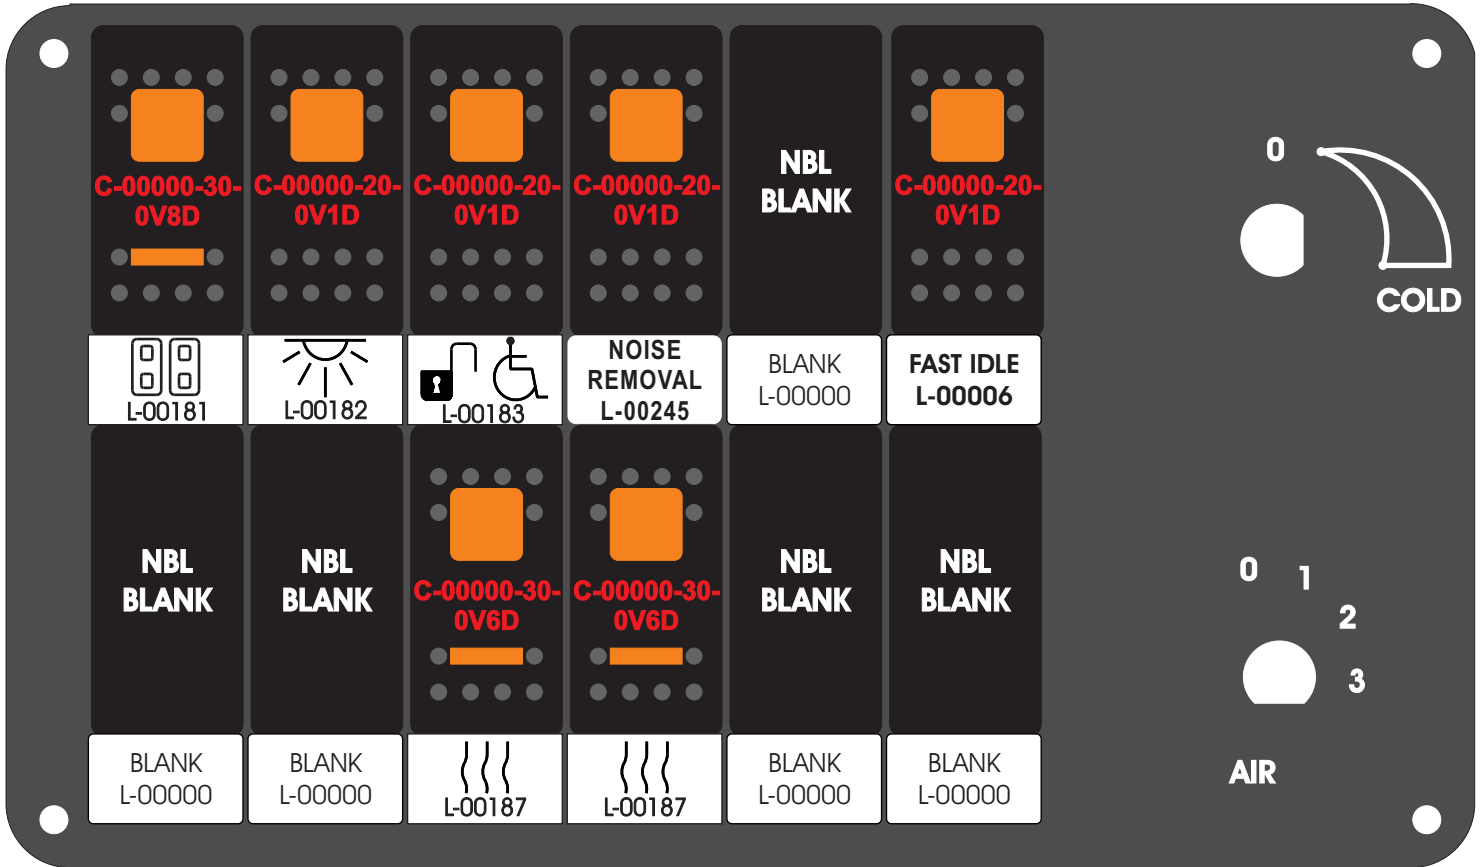 C-00000-30-
0V8D
C-00000-20-
0V1D
C-00000-20-
0V1D
C-00000-20-
0V1D
NBL
BLANK
C-00000-20-
0V1D
0
COLD
L-00181
L-00182
L-00183
NOISE
REMOVAL
L-00245
BLANK
L-00000
FAST IDLE
L-00006
NBL
BLANK
NBL
BLANK
C-00000-30-
0V6D
C-00000-30-
0V6D
NBL
BLANK
NBL
BLANK
0
1
2
3
BLANK
L-00000
BLANK
L-00000
L-00187
L-00187
BLANK
L-00000
BLANK
L-00000
AIR